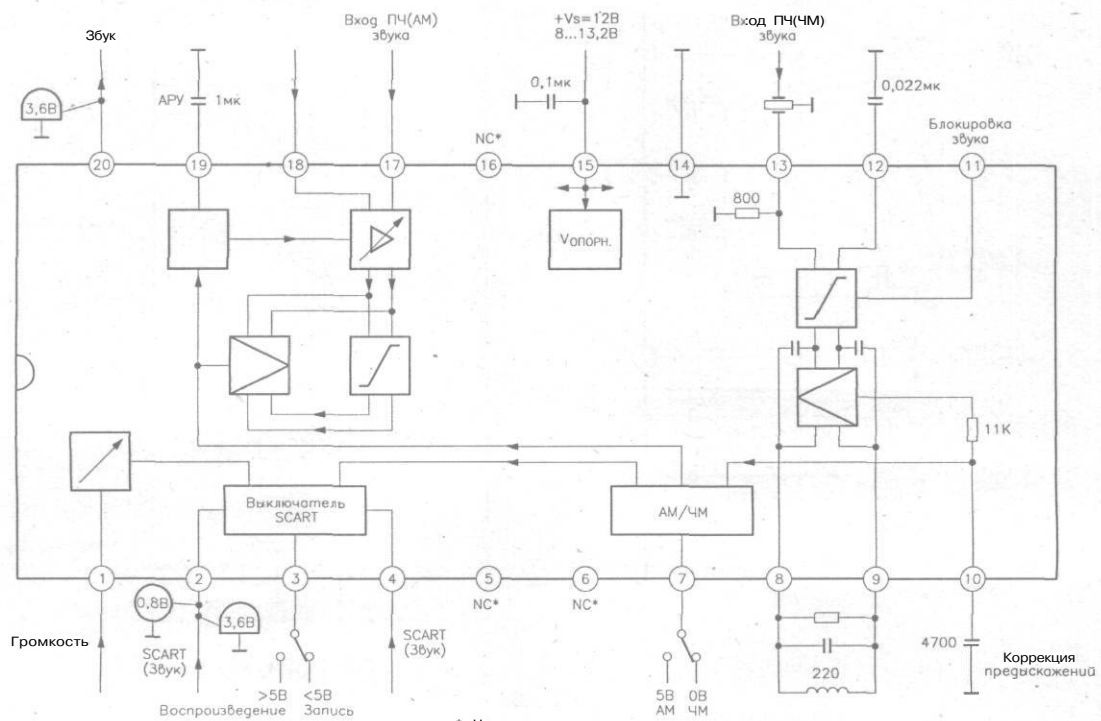 Звук
Вход ПЧ(АМ)
звука
+Vs=12В
8...13,2В
Вход ПЧ(ЧМ)
звука
3,6В
АРУ
1мк
0,1мк
0,022мк
NC*
Блокировка
звука
20
19
18
17
16
15
14
13
12
11
800
VОПОРН.
11К
Выключатель
SCART
АМ/ЧМ
1
2
3
4
5
6
7
8
9
10
NC*
NC*
0,8В
3,6В
Громкость
SCART
(Звук)
SCART
(Звук)
4700
220
Коррекция
предыскажений
>5В
<5В
Воспроизведение
Запись
5В
0В
АМ
ЧМ